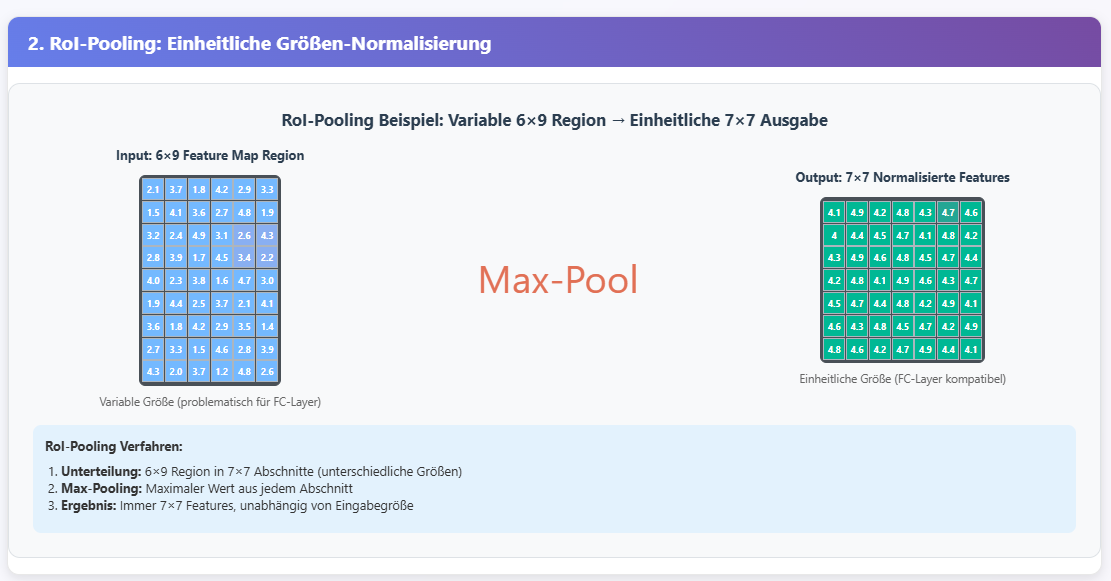 2. RoI-Pooling: Einheitliche Größen-Normalisierung
RoI-Pooling Beispiel: Variable 6×9 Region → Einheitliche 7×7 Ausgabe
Input: 6×9 Feature Map Region
2.1 3.7 1.8 4.2 2.9 3.3
1.5 4.1 3.6 2.7 4.8 1.9
3.2 2.4 4.9 3.1 2.6 4.3
2.8 3.9 1.7 4.5 3.4 2.2
4.0 2.3 3.8 1.6 4.7 3.0
1.9 4.4 2.5 3.7 2.1 4.1
3.6 1.8 4.2 2.9 3.5 1.4
2.7 3.3 1.5 4.6 2.8 3.9
4.3 2.0 3.7 1.2 4.8 2.6
Variable Größe (problematisch für FC-Layer)
Max-Pool
Output: 7×7 Normalisierte Features
4.1 4.9 4.2 4.8 4.3 4.7 4.6
4 4.4 4.5 4.7 4.1 4.8 4.2
4.3 4.9 4.6 4.8 4.5 4.7 4.4
4.2 4.8 4.1 4.9 4.6 4.3 4.7
4.5 4.7 4.4 4.8 4.2 4.9 4.1
4.6 4.3 4.8 4.5 4.7 4.2 4.9
4.8 4.6 4.2 4.7 4.9 4.4 4.1
Einheitliche Größe (FC-Layer kompatibel)
RoI-Pooling Verfahren:
1. Unterteilung: 6×9 Region in 7×7 Abschnitte (unterschiedliche Größen)
2. Max-Pooling: Maximaler Wert aus jedem Abschnitt
3. Ergebnis: Immer 7×7 Features, unabhängig von Eingabegröße